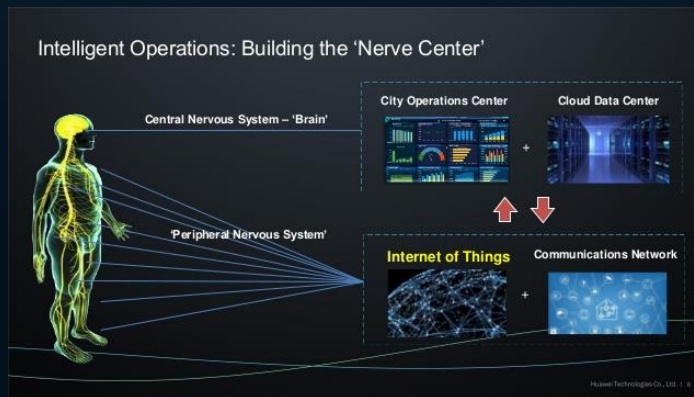 Intelligent Operations: Building the ‘Nerve Center’
Central Nervous System – ‘Brain’
City Operations Center
Cloud Data Center
+
‘Peripheral Nervous System’
Internet of Things
Communications Network
+
Huawei Technologies Co., Ltd. |